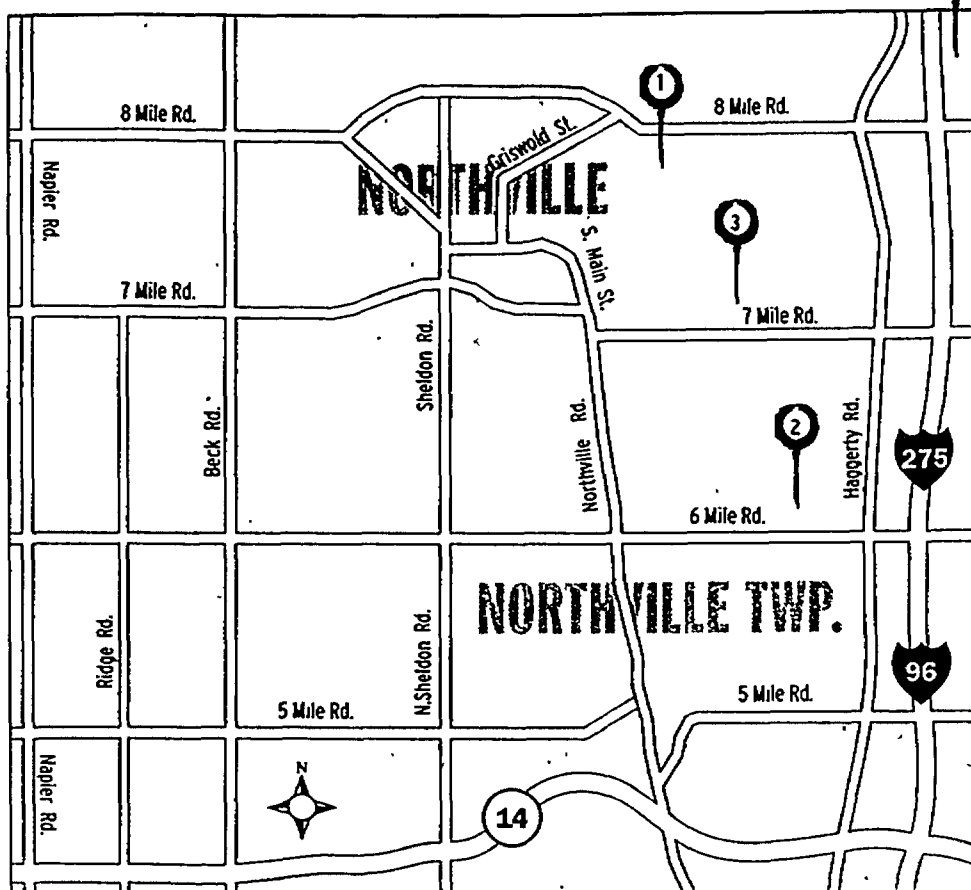 1
8 Mile Rd.
8 Mile Rd.
Griswold St.
NORTHVILLE
Napier Rd.
3
S. Main St.
7 Mile Rd.
7 Mile Rd.
Sheldon Rd.
Beck Rd.
Northville Rd.
2
Haggerty Rd.
275
6 Mile Rd.
NORTHVILLE TWP.
Ridge Rd.
N.Sheldon Rd.
96
5 Mile Rd.
5 Mile Rd.
Napier Rd.
N
14